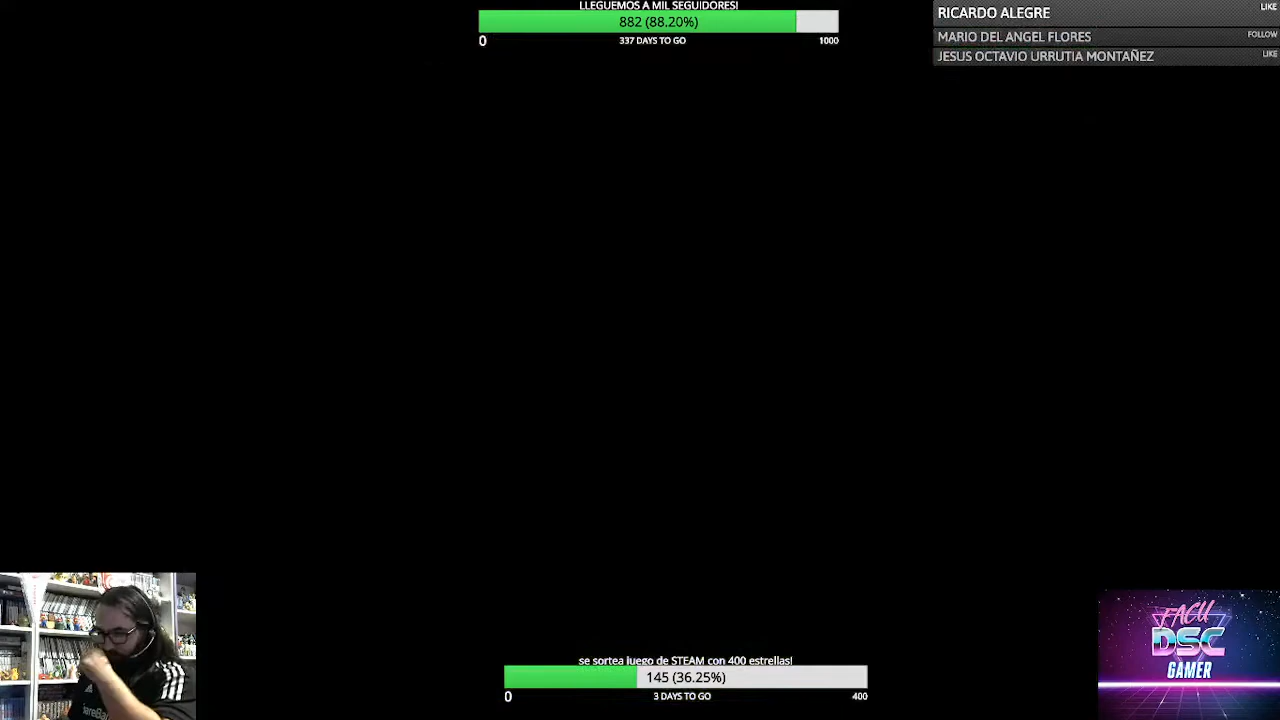 LLEGUEMOS A MIL SEGUIDORES!
882 (88.20%)
0
337 DAYS TO GO
1000
RICARDO ALEGRE
LIKE
MARIO DEL ANGEL FLORES
FOLLOW
JESUS OCTAVIO URRUTIA MONTAÑEZ
LIKE
se sortea juego de STEAM con 400 estrellas!
145 (36.25%)
0
3 DAYS TO GO
400
FACU
DSC
GAMER